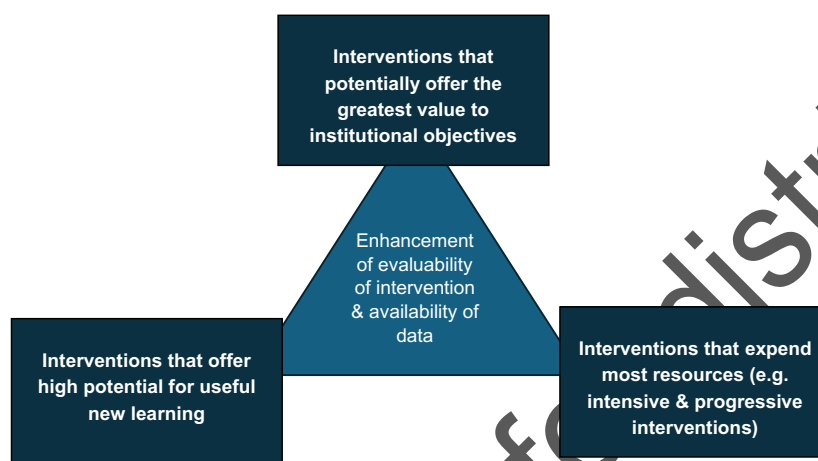 Interventions that
potentially offer the
greatest value to
institutional objectives
Enhancement
of evaluability
of intervention
& availability of
data
Interventions that offer
high potential for useful
new learning
Interventions that expend
most resources (e.g.
intensive & progressive
interventions)